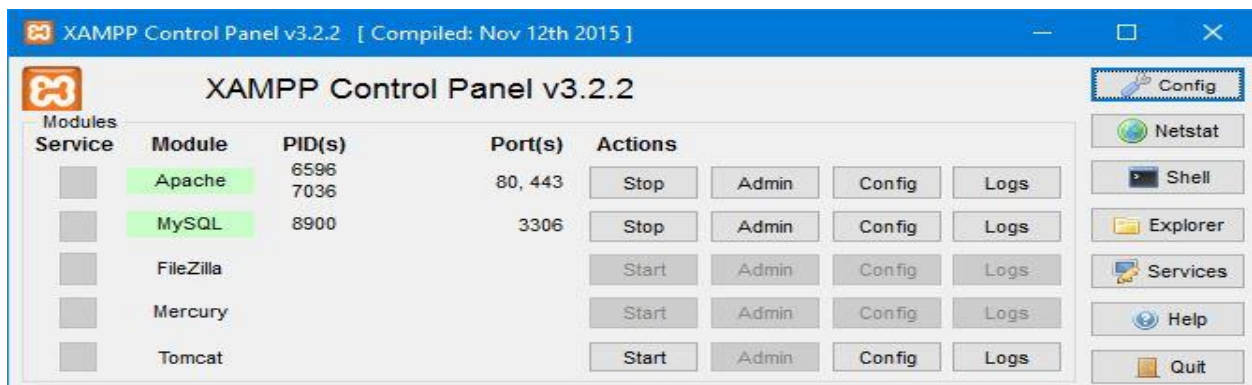 XAMPP Control Panel v3.2.2 [ Compiled: Nov 12th 2015 ]
XAMPP Control Panel v3.2.2
Config
Modules
Service Module PID(s) Port(s) Actions
Netstat
Apache 6596 7036 80, 443 Stop Admin Config Logs
Shell
MySQL 8900 3306 Stop Admin Config Logs
Explorer
FileZilla Start Admin Config Logs
Services
Mercury Start Admin Config Logs
Help
Tomcat Start Admin Config Logs
Quit